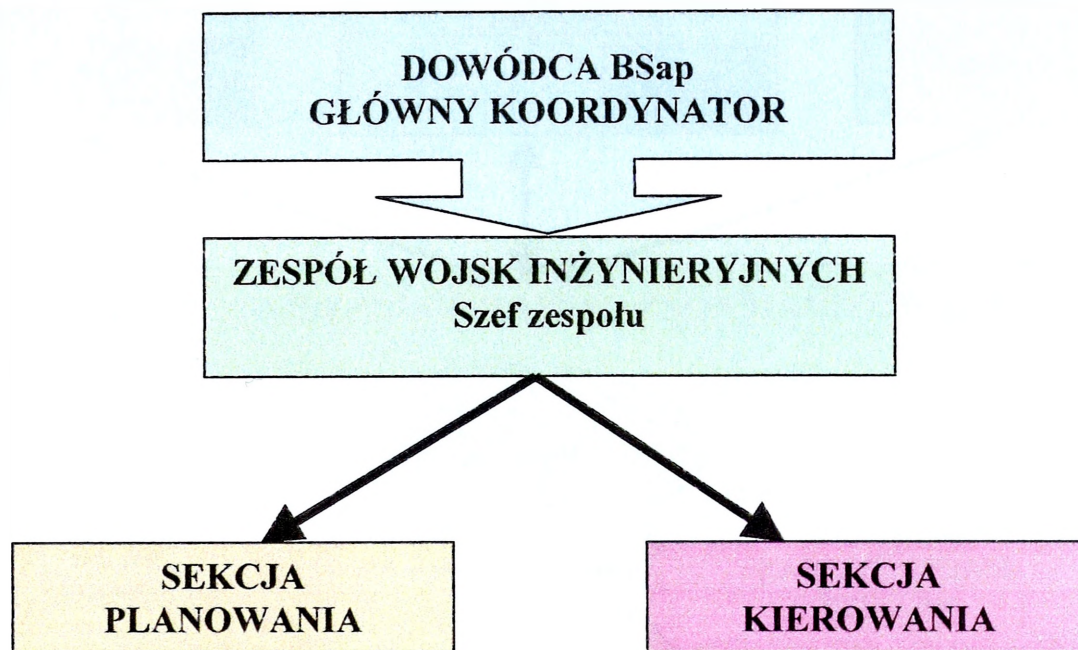 DOWÓDCA BSap
GŁÓWNY KOORDYNATOR
ZESPÓŁ WOJSK INŻYNIERYJNYCH
Szef zespołu
SEKCJA
PLANOWANIA
SEKCJA
KIEROWANIA